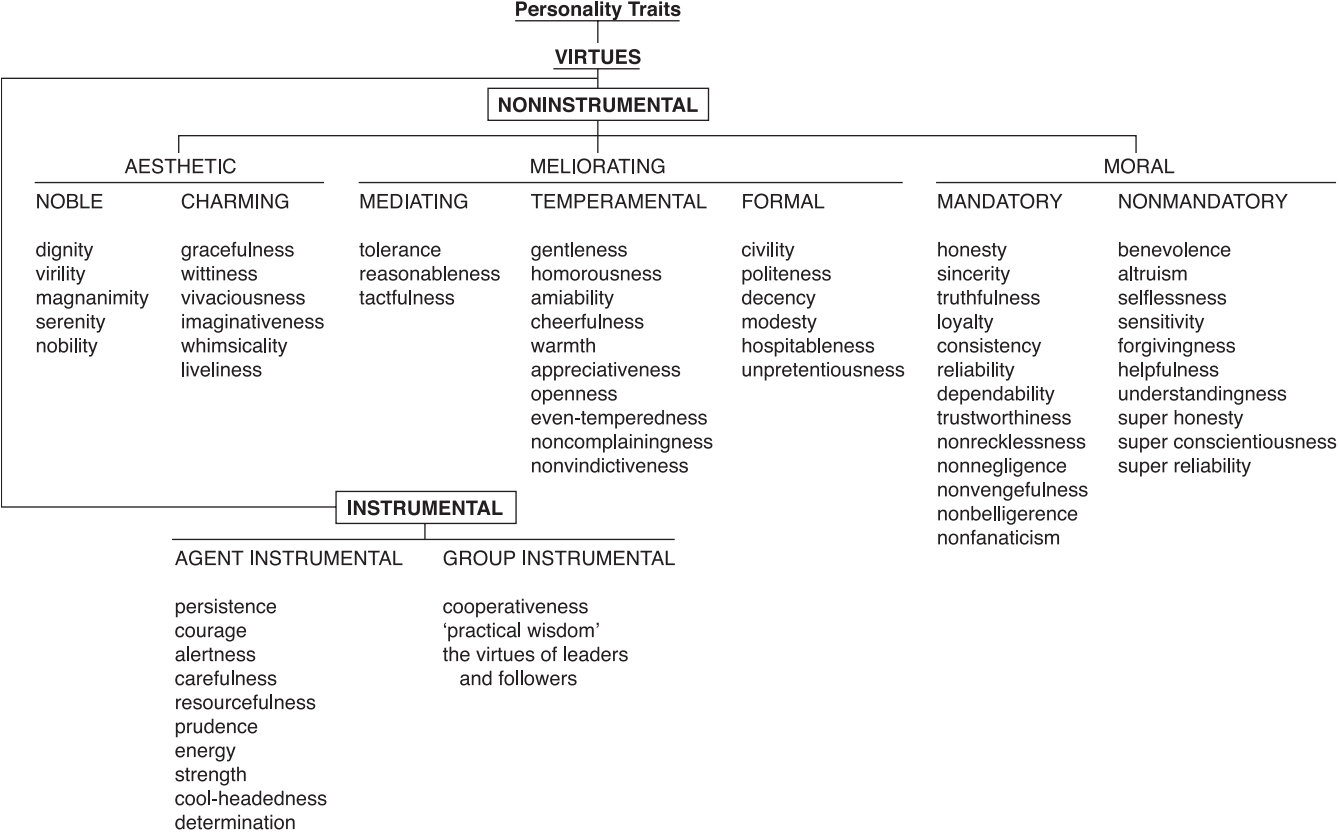 Personality Traits
VIRTUES
NONINSTRUMENTAL
AESTHETIC
NOBLE
dignity
virility
magnanimity
serenity
nobility
CHARMING
gracefulness
wittiness
vivaciousness
imaginativeness
whimsicality
liveliness
MELIORATING
MEDIATING
tolerance
reasonableness
tactfulness
TEMPERAMENTAL
gentleness
homorousness
amiability
cheerfulness
warmth
appreciativeness
openness
even-temperedness
noncomplainingness
nonvindictiveness
FORMAL
civility
politeness
decency
modesty
hospitableness
unpretentiousness
MORAL
MANDATORY
honesty
sincerity
truthfulness
loyalty
consistency
reliability
dependability
trustworthiness
nonrecklessness
nonnegligence
nonvengefulness
nonbelligerence
nonfanaticism
NONMANDATORY
benevolence
altruism
selflessness
sensitivity
forgivingness
helpfulness
understandingness
super honesty
super conscientiousness
super reliability
INSTRUMENTAL
AGENT INSTRUMENTAL
persistence
courage
alertness
carefulness
resourcefulness
prudence
energy
strength
cool-headedness
determination
GROUP INSTRUMENTAL
cooperativeness
‘practical wisdom’
the virtues of leaders
and followers